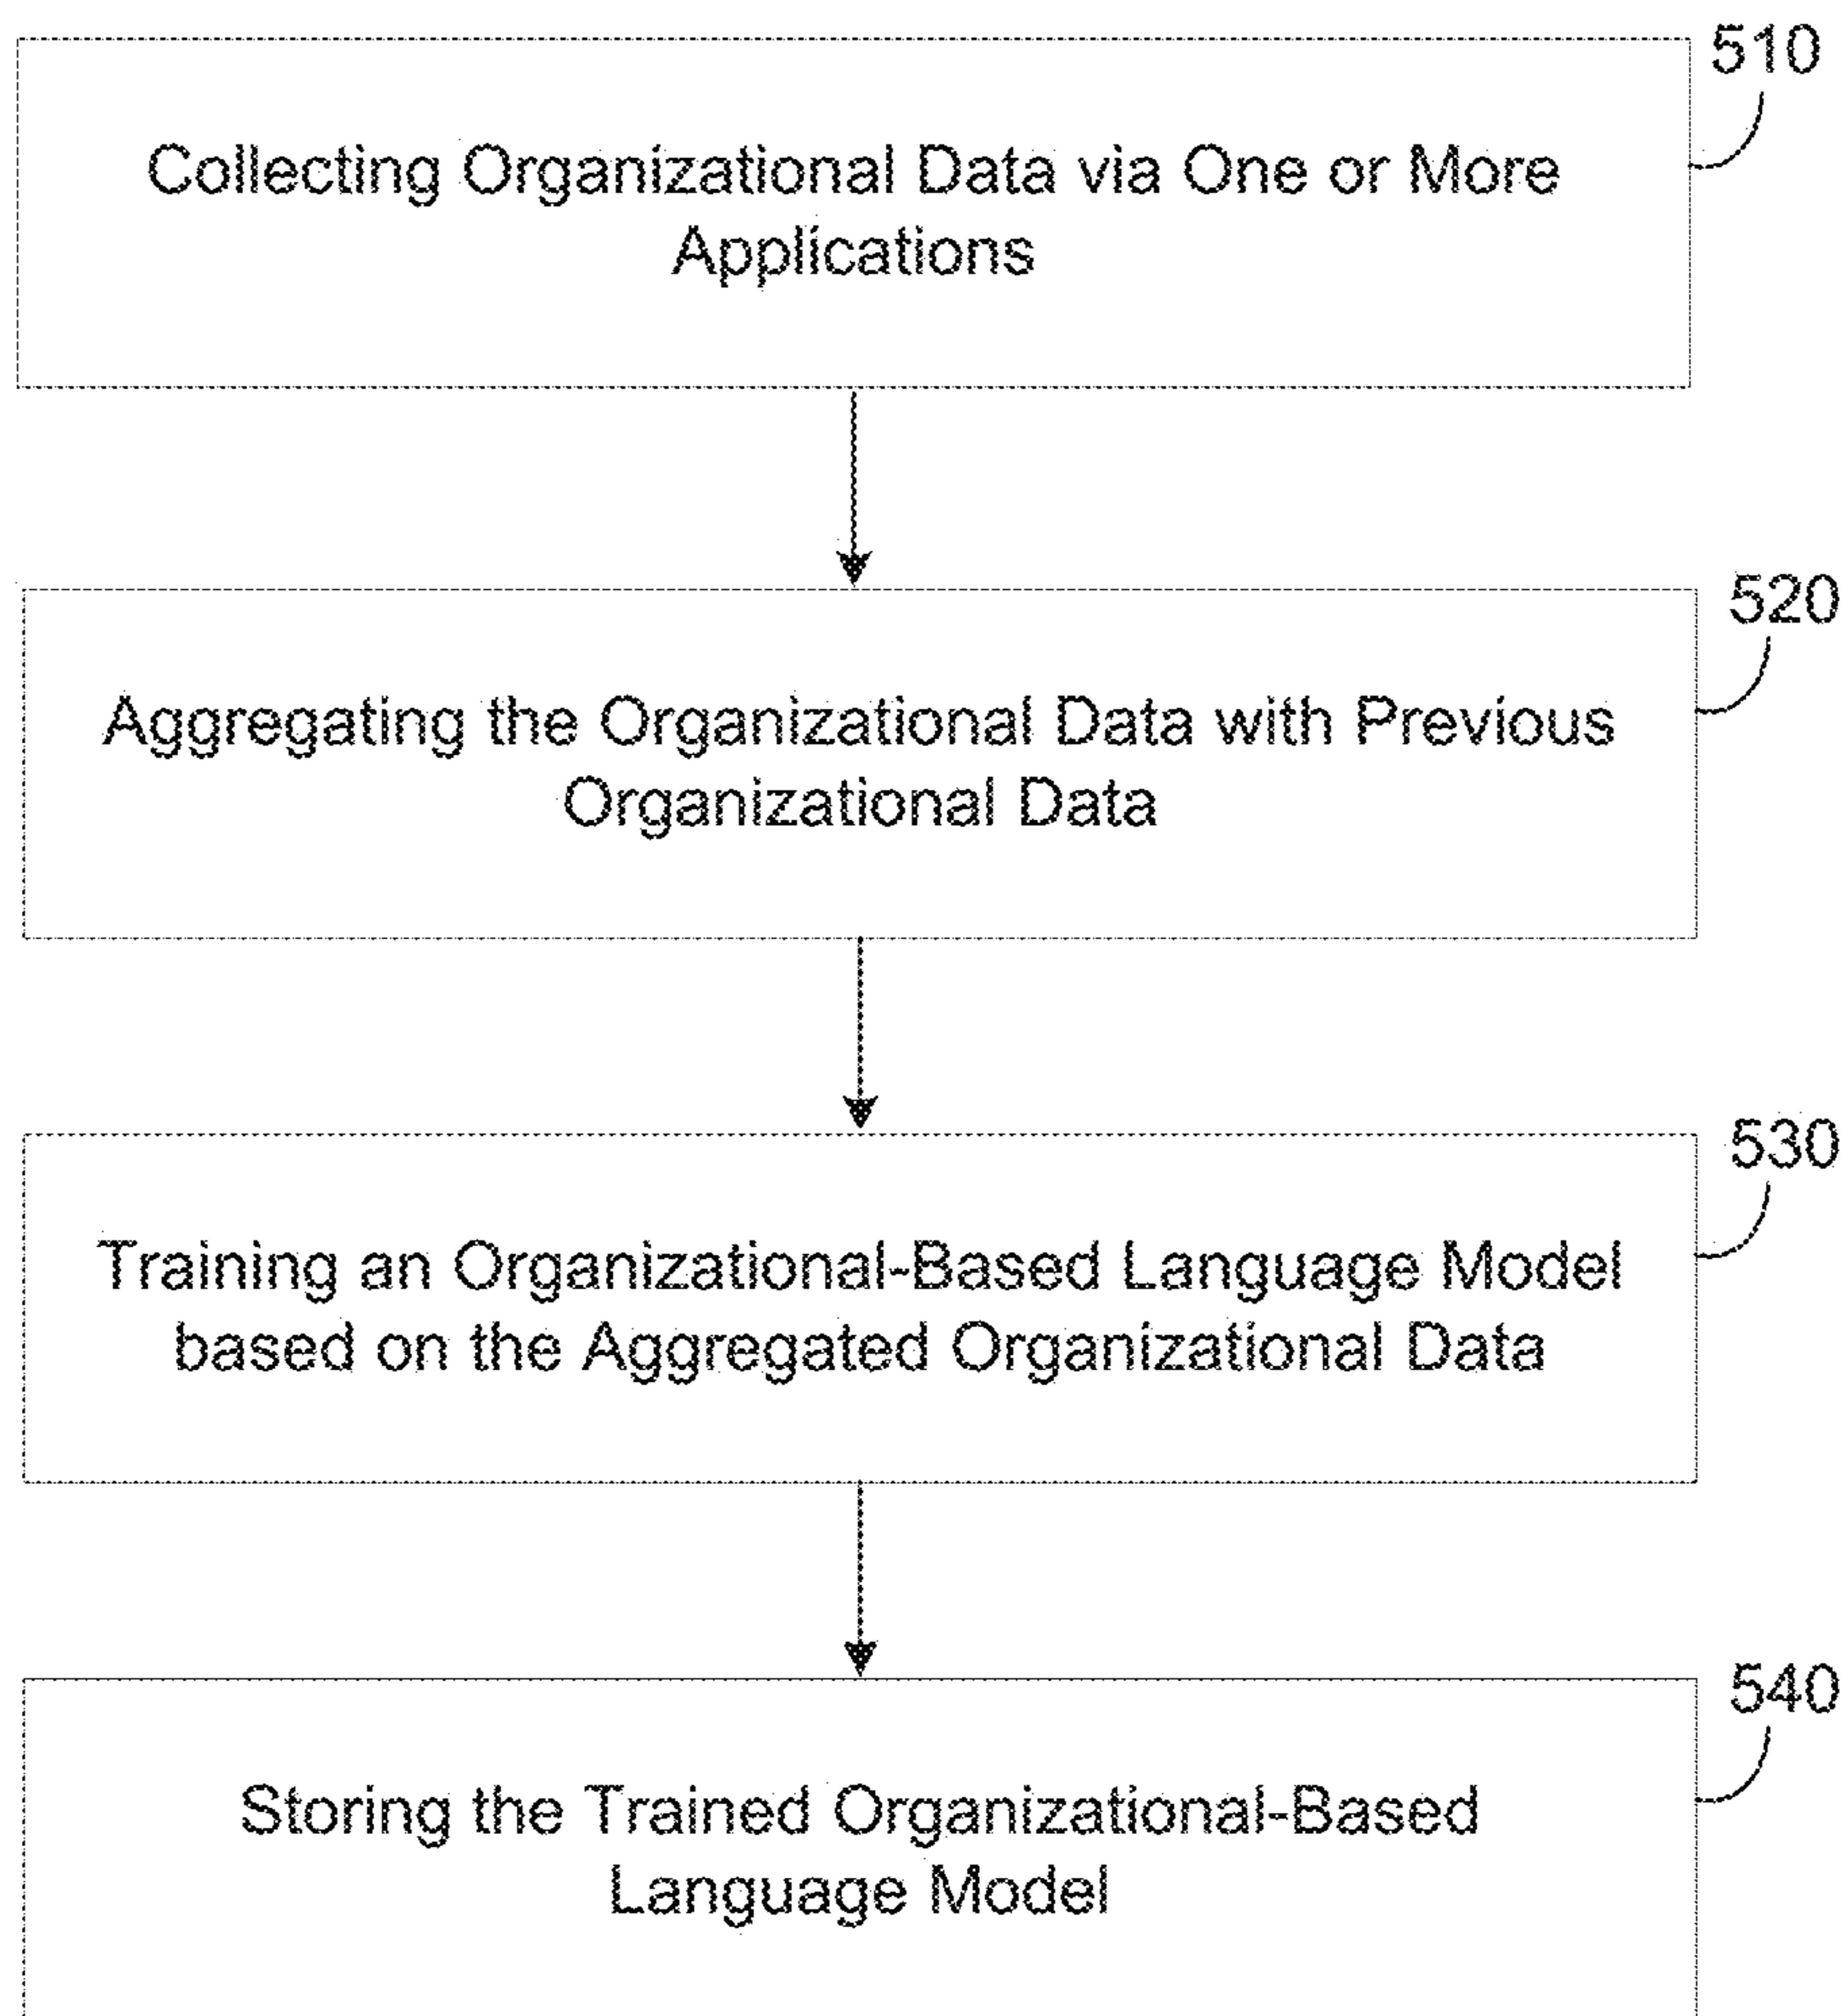 510
Collecting Organizational Data via One or More
Applications
520
Aggregating the Organizational Data with Previous
Organizational Data
530
Training an Organizational-Based Language Model
based on the Aggregated Organizational Data
540
Storing the Trained Organizational-Based
Language Model